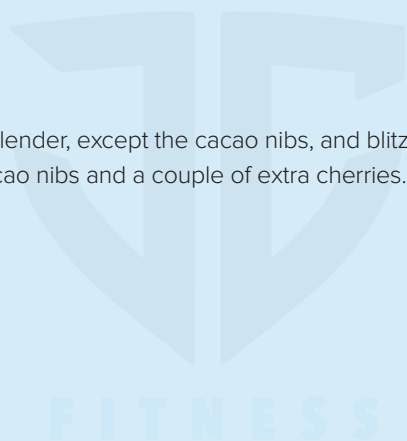 lender, except the cacao nibs, and blitz
cao nibs and a couple of extra cherries.
FITNESS